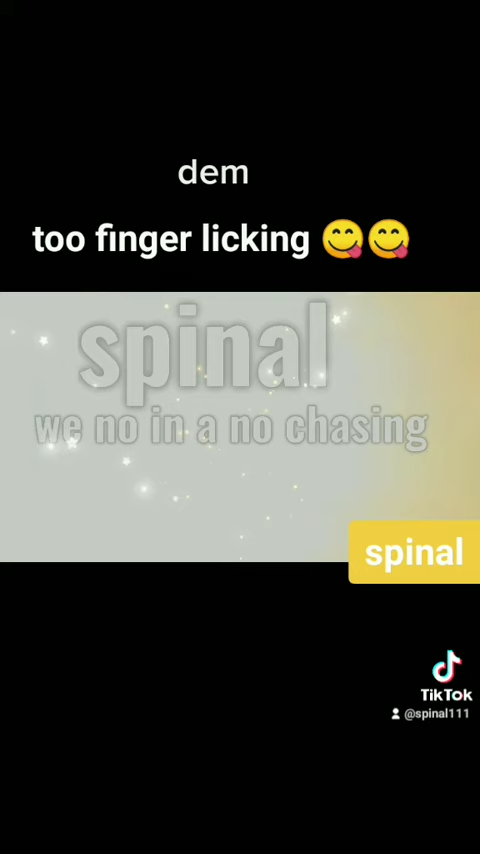 dem
too finger licking 😋😋
spinal
we no in a no chasing
spinal
TikTok
@spinal111